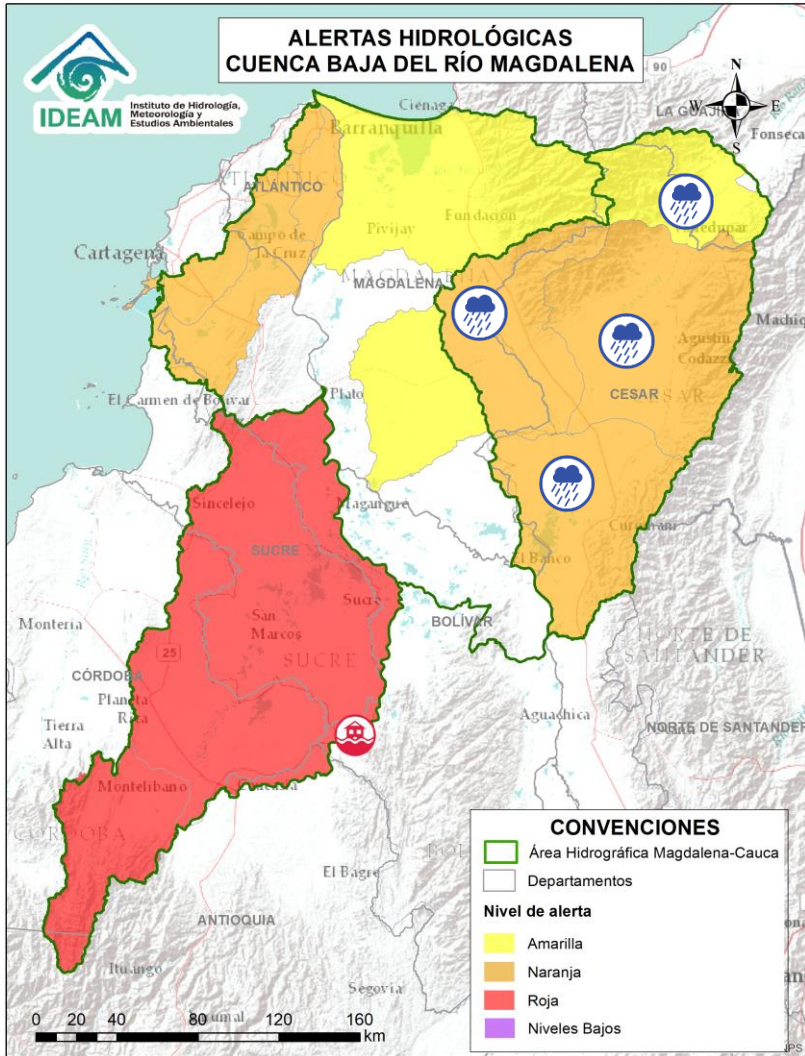 ALERTAS HIDROLÓGICAS
CUENCA BAJA DEL RÍO MAGDALENA
IDEAM
Instituto de Hidrología,
Meteorología y
Estudios Ambientales
N
W E
S
90
LA GUAJI
Fonseca
Ciénaga
Barranquilla
ATLÁNTICO
Cartagena
Campo de
la Cruz
Pivijay
Fundación
MAGDALENA
Machiq
Agustín
Codazzi
CESAR
El Carmen de Bolívar
Plato
Sincelejo
Magangué
SUCRE
El Banco
San
Marcos
Sucre
SUCRE
BOLÍVAR
Montería
25
CÓRDOBA
Planeta
Rica
Tierra
Alta
NORTE DE
SANTANDER
Aguachica
NORTE DE SANTANDER
Montelíbano
El Bagre
ANTIOQUIA
Ituango
Segovia
0 20 40 80 120 160
km
CONVENCIONES
Área Hidrográfica Magdalena-Cauca
Departamentos
Nivel de alerta
Amarilla
Naranja
Roja
Niveles Bajos